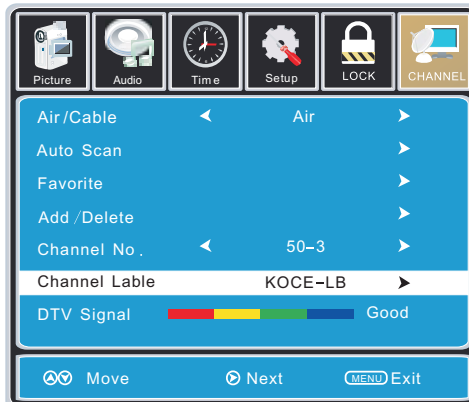 Picture Audio Time Setup LOCK CHANNEL
Air/Cable Air
Auto Scan
Favorite
Add/Delete
Channel No. 50-3
Channel Lable KOCE-LB
DTV Signal Good
Move Next MENU Exit